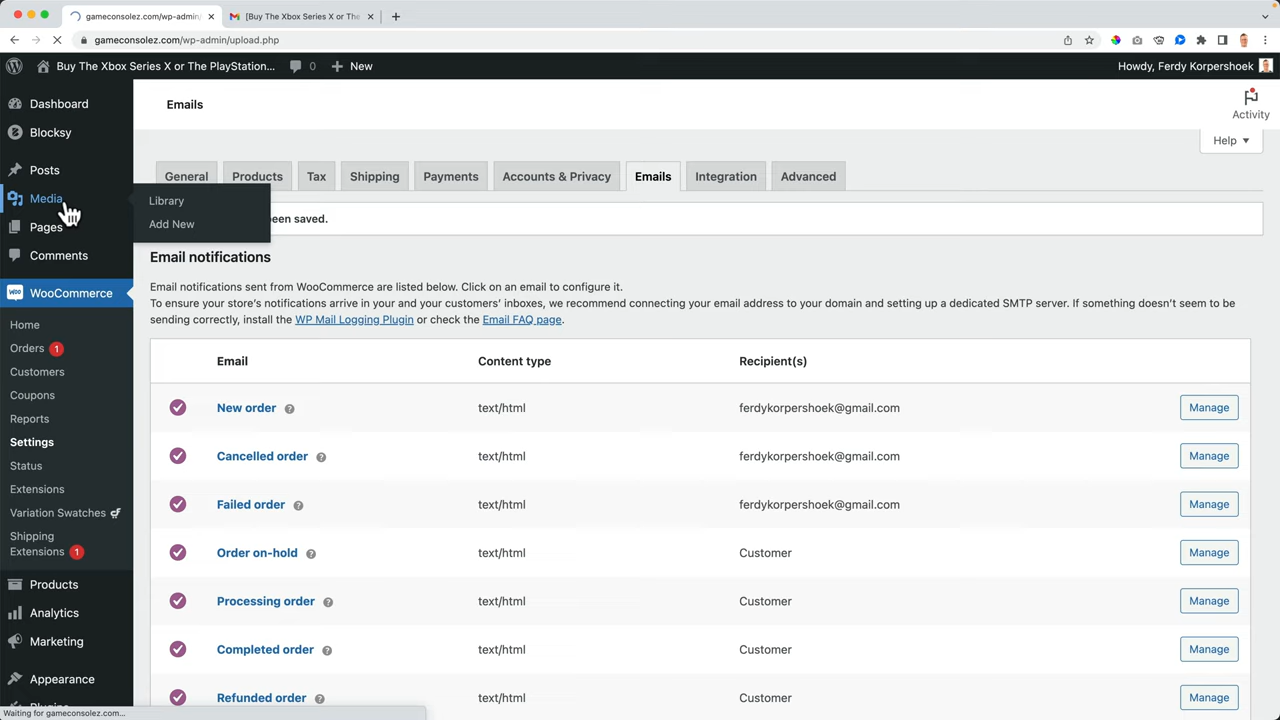 gameconsolez.com/wp-admin/
[Buy The Xbox Series X or The
gameconsolez.com/wp-admin/upload.php
Buy The Xbox Series X or The PlayStation...
0
New
Howdy, Ferdy Korpershoek
Dashboard
Blocksy
Posts
Media
Library
Add New
Pages
Comments
WooCommerce
Home
Orders 1
Customers
Coupons
Reports
Settings
Status
Extensions
Variation Swatches
Shipping
Extensions 1
Products
Analytics
Marketing
Appearance
Emails
Activity
Help
General
Products
Tax
Shipping
Payments
Accounts & Privacy
Emails
Integration
Advanced
een saved.
Email notifications
Email notifications sent from WooCommerce are listed below. Click on an email to configure it.
To ensure your store's notifications arrive in your and your customers' inboxes, we recommend connecting your email address to your domain and setting up a dedicated SMTP server. If something doesn't seem to be
sending correctly, install the WP Mail Logging Plugin or check the Email FAQ page.
Email Content type Recipient(s)
New order text/html ferdykorpershoek@gmail.com Manage
Cancelled order text/html ferdykorpershoek@gmail.com Manage
Failed order text/html ferdykorpershoek@gmail.com Manage
Order on-hold text/html Customer Manage
Processing order text/html Customer Manage
Completed order text/html Customer Manage
Refunded order text/html Customer Manage
Waiting for gameconsolez.com...